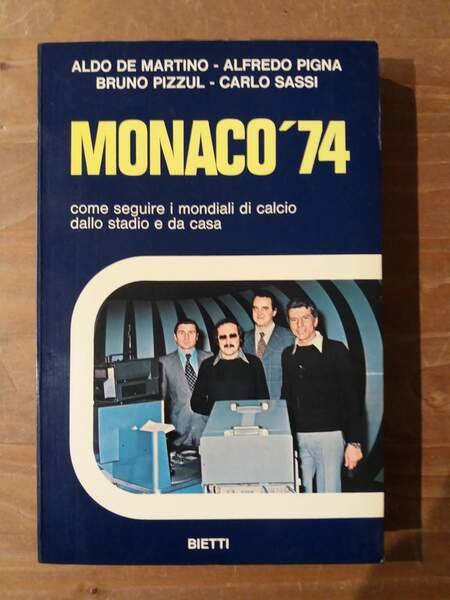 ALDO DE MARTINO - ALFREDO PIGNA
BRUNO PIZZUL - CARLO SASSI
MONACO ´74
come seguire i mondiali di calcio
dallo stadio e da casa
BIETTI